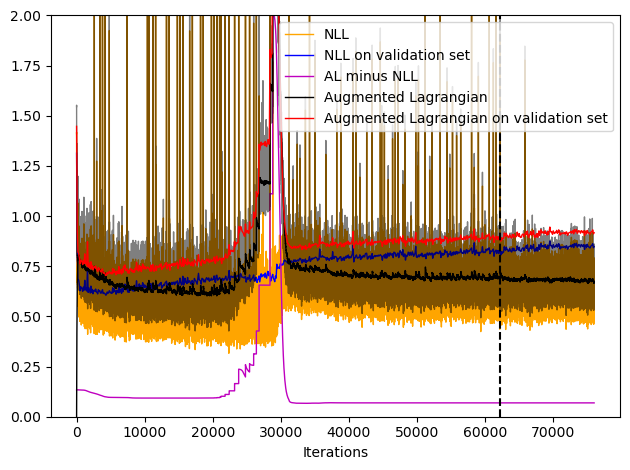 2.00
1.75
1.50
1.25
1.00
0.75
0.50
0.25
0.00
NLL
NLL on validation set
AL minus NLL
Augmented Lagrangian
Augmented Lagrangian on validation set
0 10000 20000 30000 40000 50000 60000 70000
Iterations